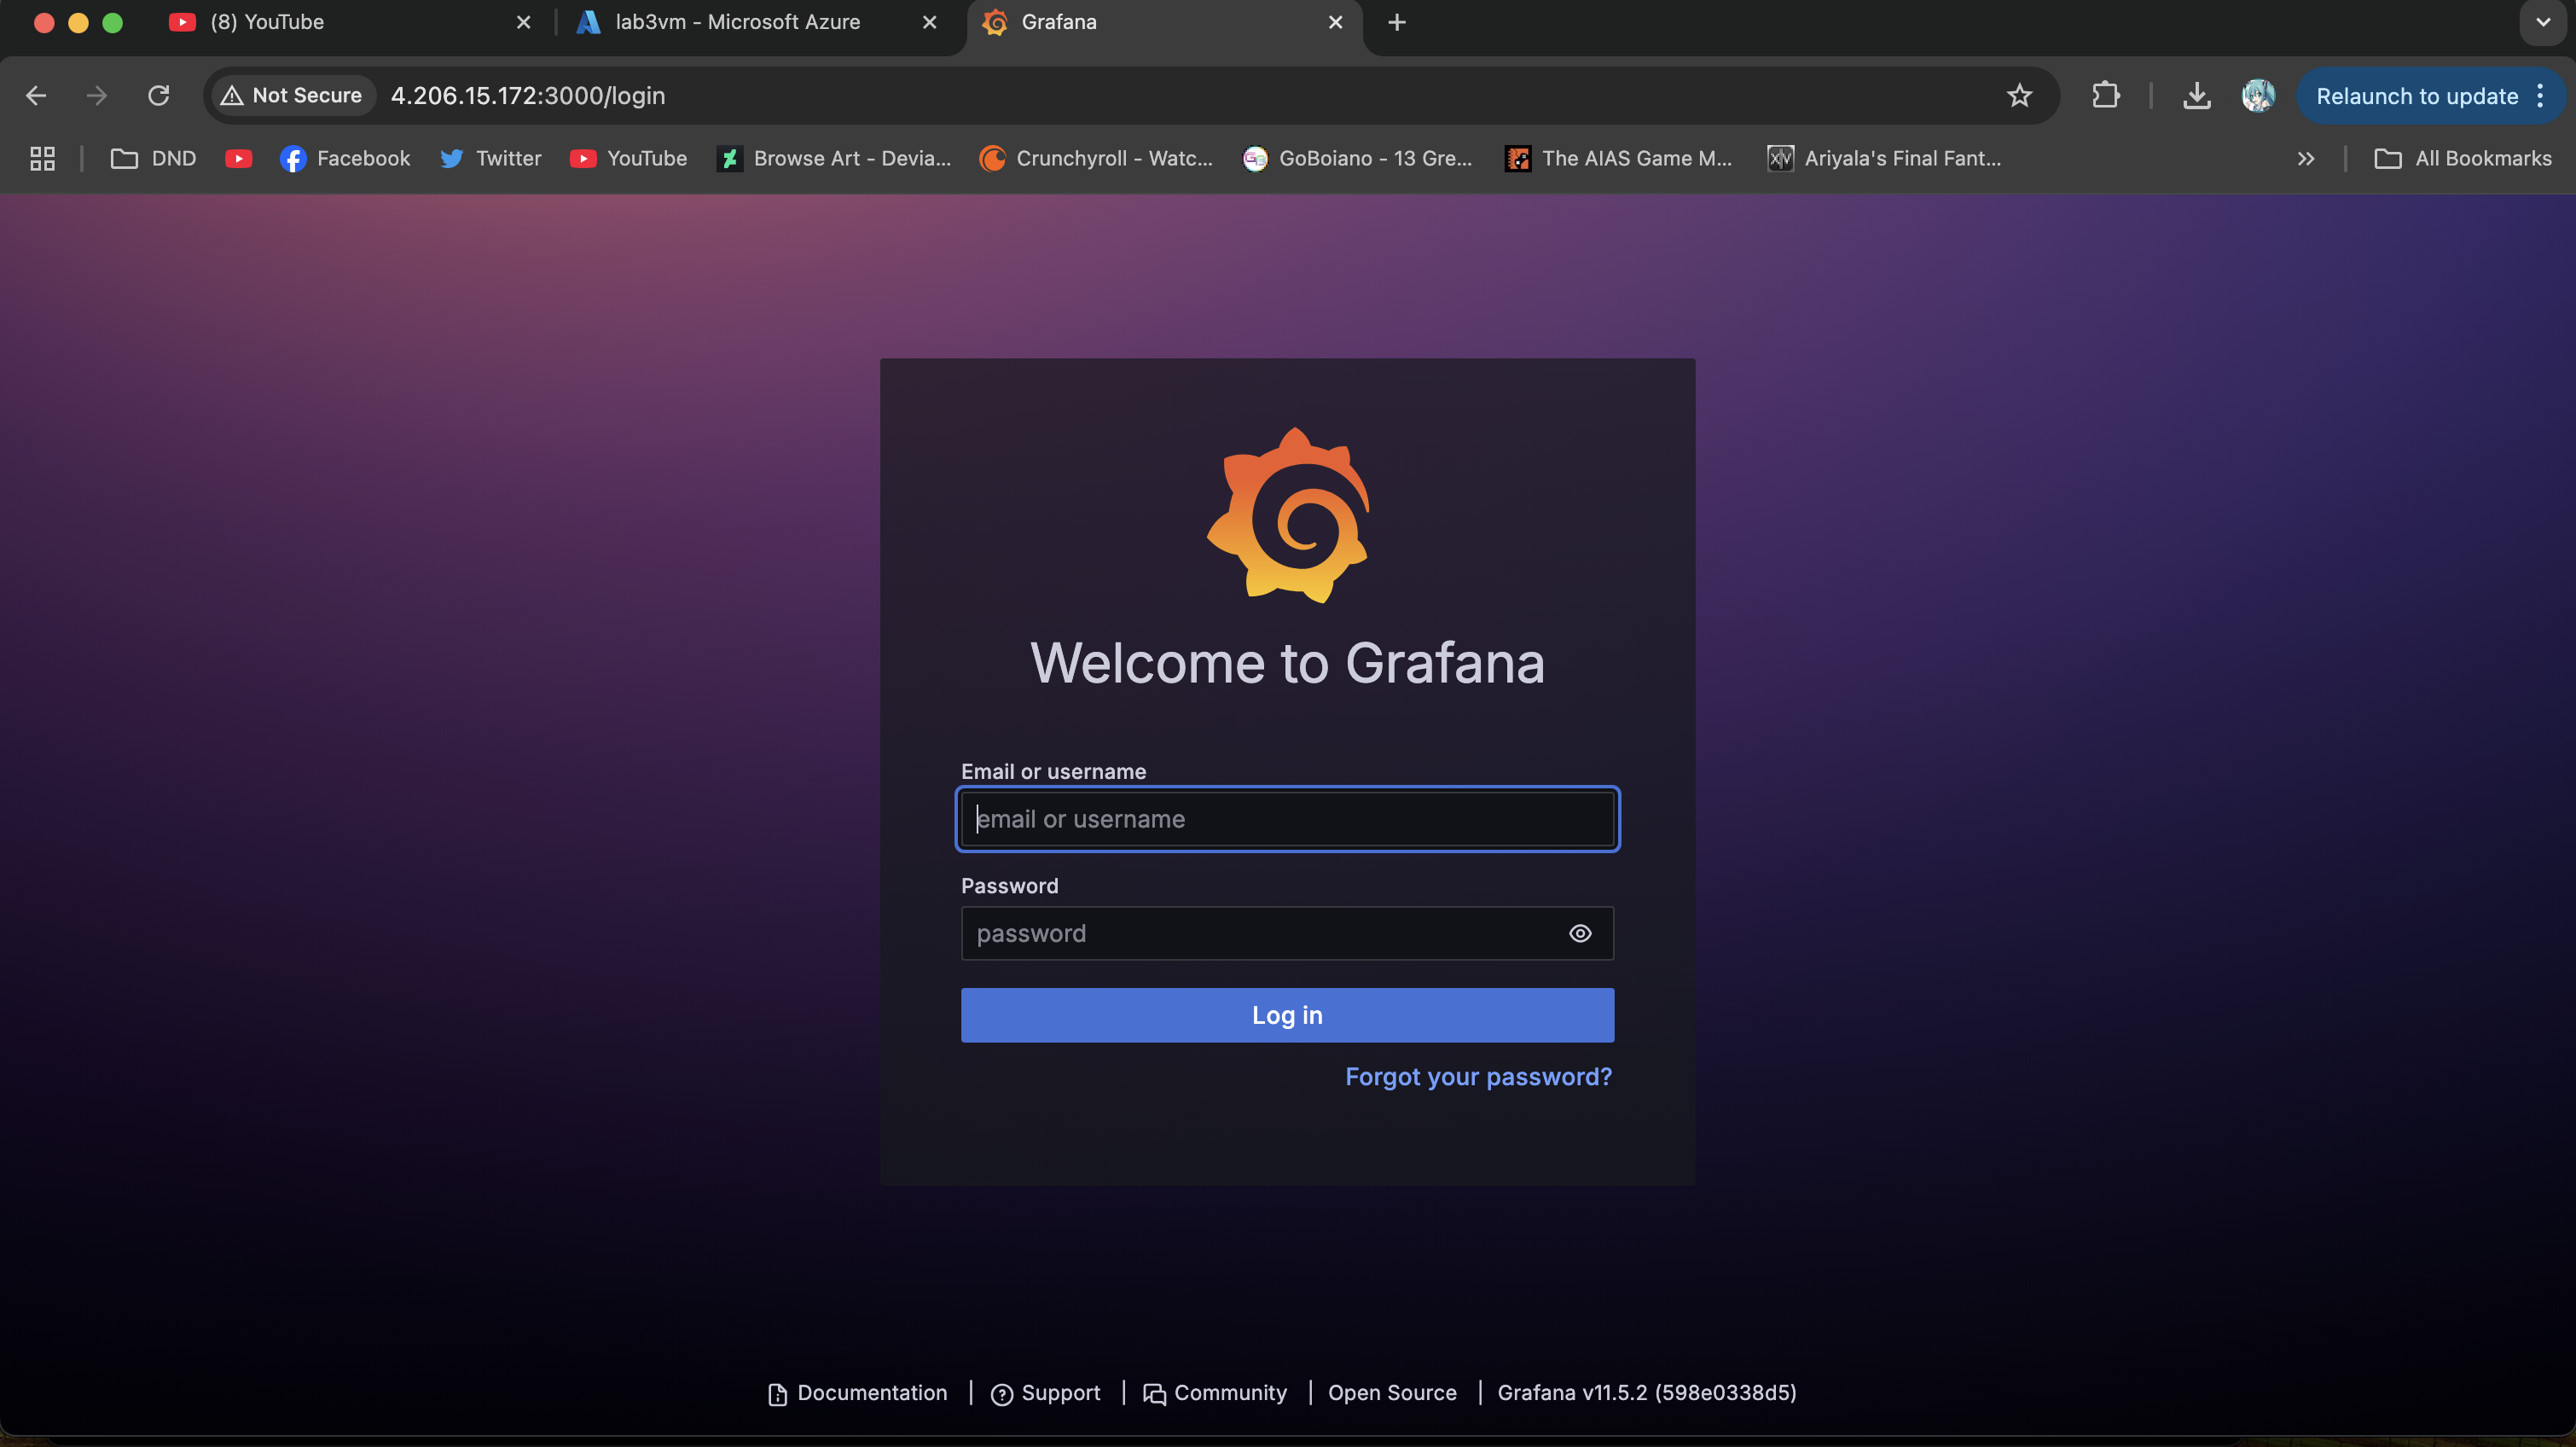 (8) YouTube
lab3vm - Microsoft Azure
Grafana
Not Secure
4.206.15.172:3000/login
Relaunch to update
DND
Facebook
Twitter
YouTube
Browse Art - Devia...
Crunchyroll - Watc...
GoBoiano - 13 Gre...
The AIAS Game M...
XIV
Ariyala's Final Fant...
All Bookmarks
Welcome to Grafana
Email or username
email or username
Password
password
Log in
Forgot your password?
Documentation | Support | Community | Open Source | Grafana v11.5.2 (598e0338d5)